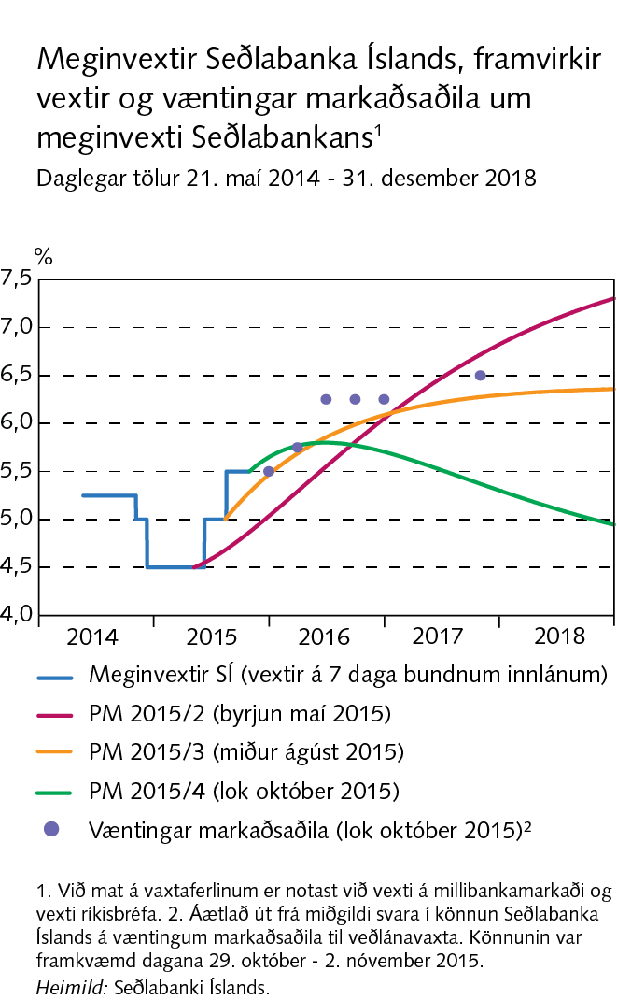 Meginvextir Seðlabanka Íslands, framvirkir
vextir og væntingar markaðsaðila um
meginvexti Seðlabankans¹
Daglegar tölur 21. maí 2014 - 31. desember 2018
%
7,5
7,0
6,5
6,0
5,5
5,0
4,5
4,0
2014 2015 2016 2017 2018
Meginvextir SÍ (vextir á 7 daga bundnum innlánum)
PM 2015/2 (byrjun maí 2015)
PM 2015/3 (miður ágúst 2015)
PM 2015/4 (lok október 2015)
Væntingar markaðsaðila (lok október 2015)²
1. Við mat á vaxtaferlinum er notast við vexti á millibankamarkaði og
vexti ríkisbréfa. 2. Áætlað út frá miðgildi svara í könnun Seðlabanka
Íslands á væntingum markaðsaðila til veðlánavaxta. Könnunin var
framkvæmd dagana 29. október - 2. nóvember 2015.
Heimild: Seðlabanki Íslands.